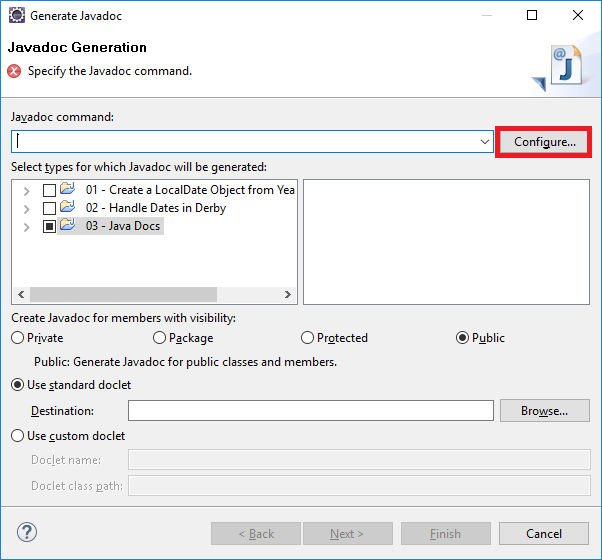 Generate Javadoc
Javadoc Generation
Specify the Javadoc command.
@
J
Javadoc command:
Configure...
Select types for which Javadoc will be generated:
01 - Create a LocalDate Object from Yea
02 - Handle Dates in Derby
03 - Java Docs
Create Javadoc for members with visibility:
Private Package Protected Public
Public: Generate Javadoc for public classes and members.
Use standard doclet
Destination: Browse...
Use custom doclet
Doclet name:
Doclet class path:
? < Back Next > Finish Cancel